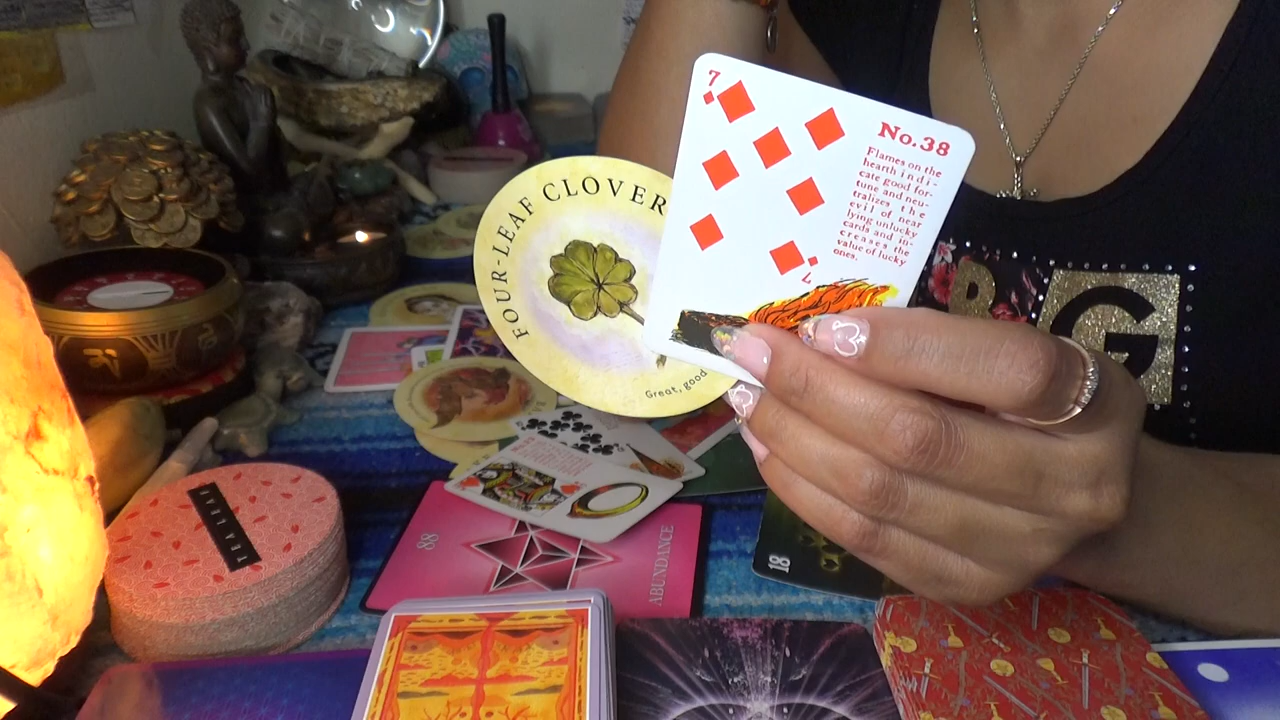 7
No.38
Flames on the
hearth indi-
cate good for-
tune and neu-
tralizes the
evil of near
lying unlucky
cards and in-
creases the
value of lucky
ones.
7
FOUR-LEAF CLOVER
Great, good
G
88
ABUNDANCE
18
TEA LEAF